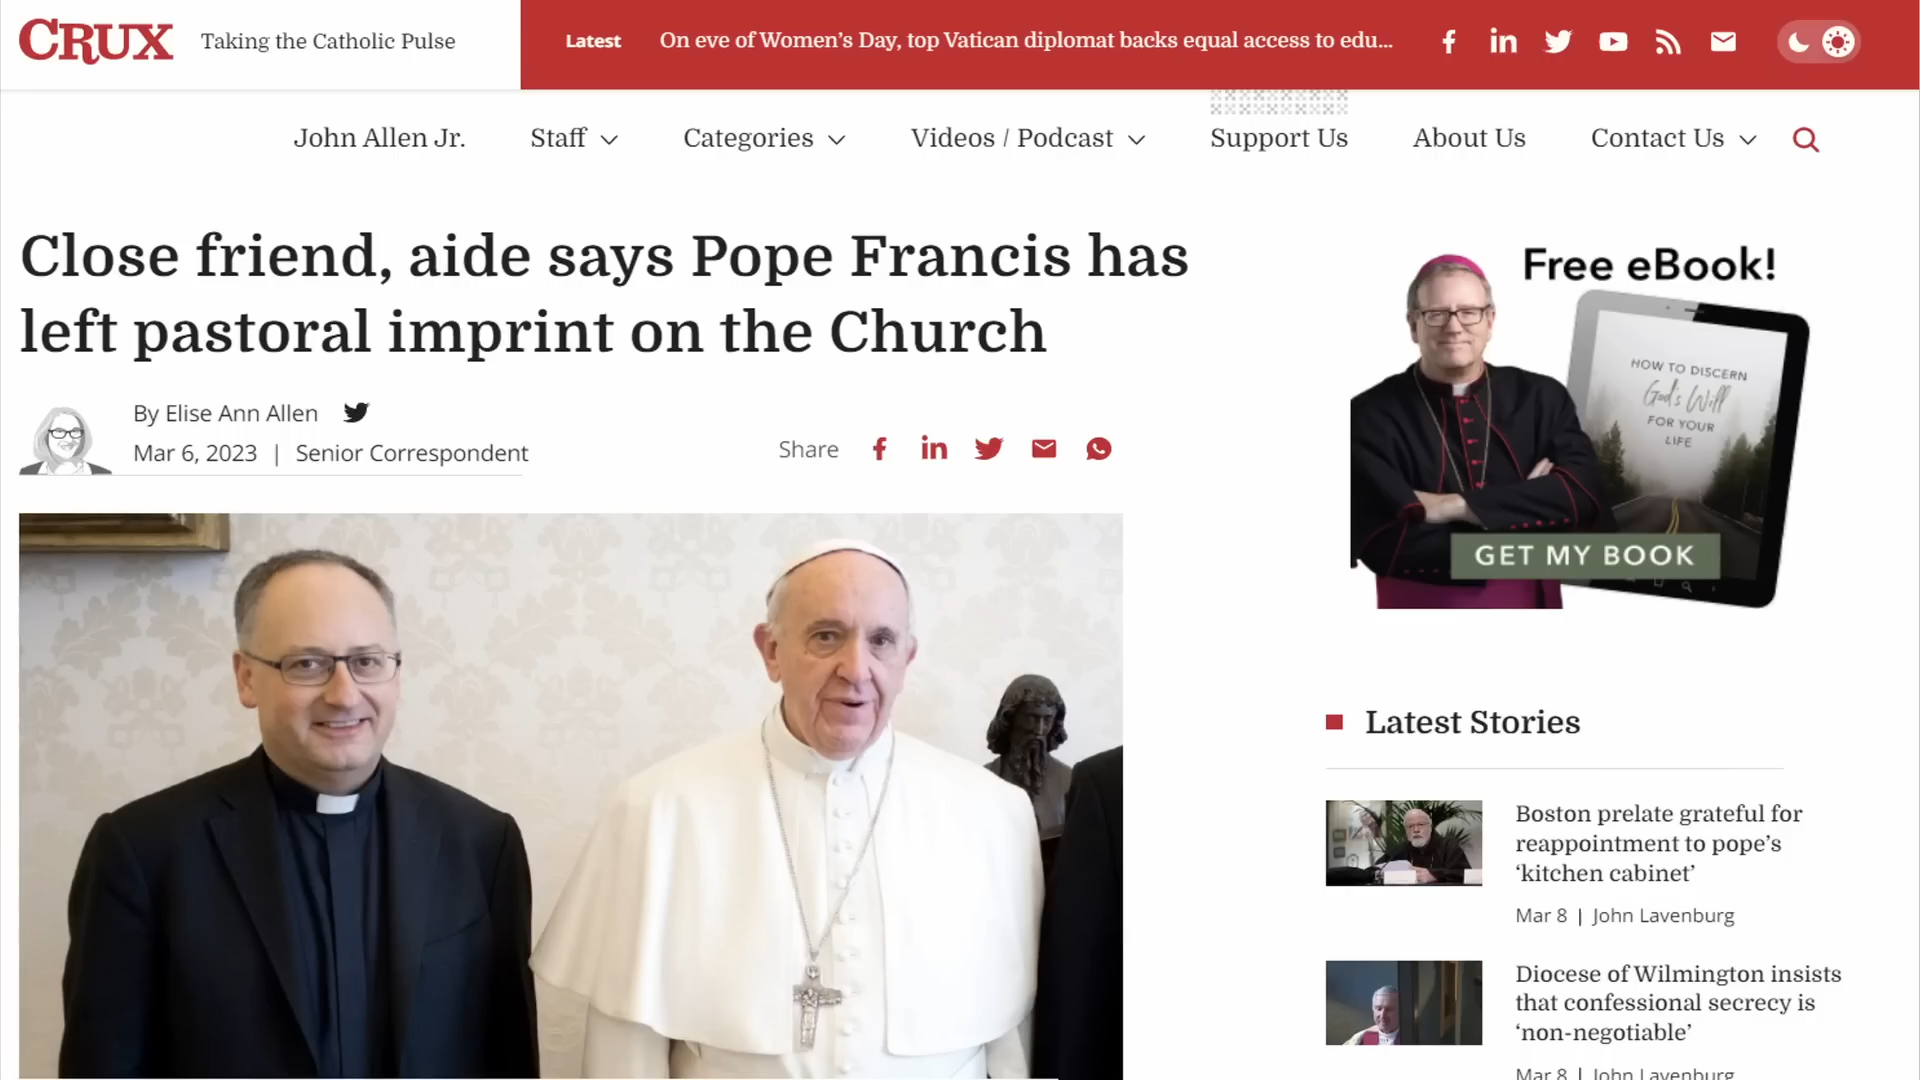 CRUX
Taking the Catholic Pulse
Latest
On eve of Women's Day, top Vatican diplomat backs equal access to edu...
John Allen Jr.
Staff
Categories
Videos / Podcast
Support Us
About Us
Contact Us
Close friend, aide says Pope Francis has
left pastoral imprint on the Church
By Elise Ann Allen
Mar 6, 2023 | Senior Correspondent
Share
Free eBook!
HOW TO DISCERN
God's Will
FOR YOUR
LIFE
GET MY BOOK
Latest Stories
Boston prelate grateful for
reappointment to pope's
'kitchen cabinet'
Mar 8 | John Lavenburg
Diocese of Wilmington insists
that confessional secrecy is
'non-negotiable'
Mar 8 | John Lavenburg